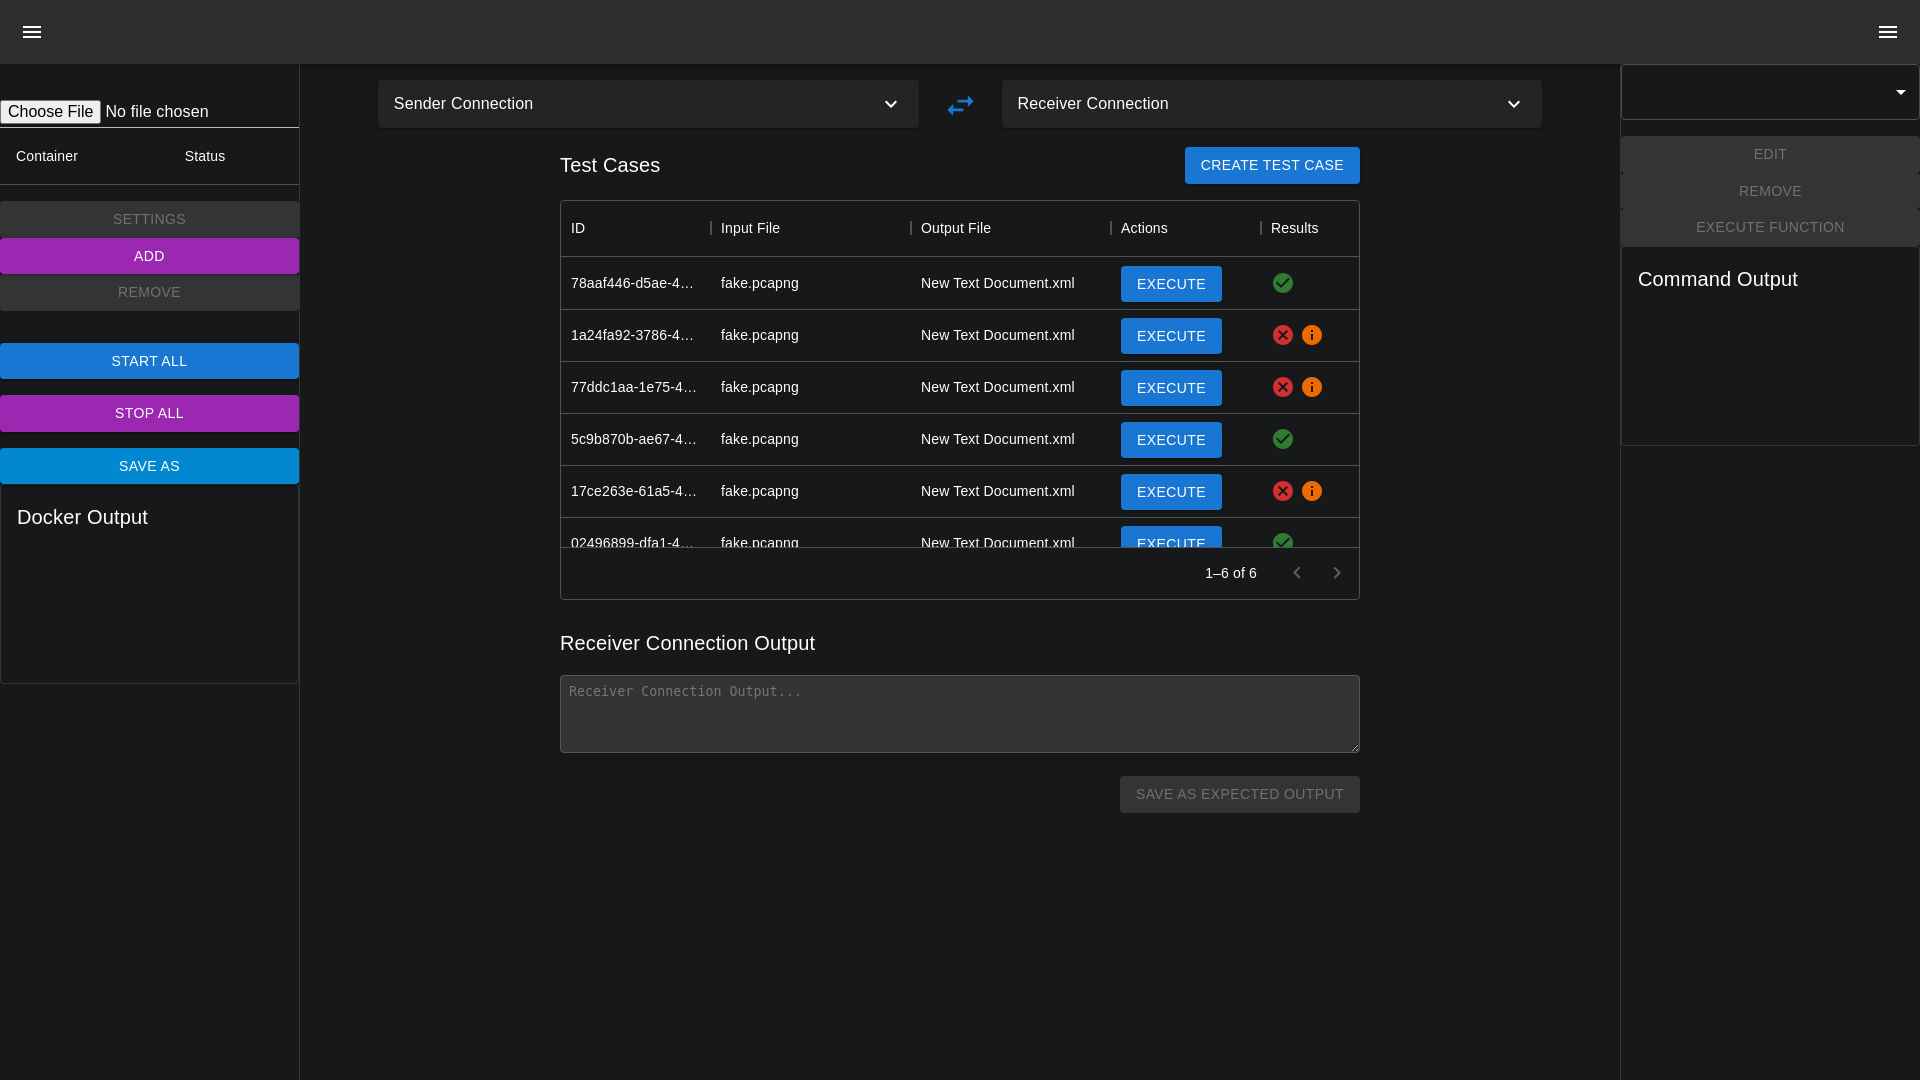 Choose File No file chosen
Container Status
SETTINGS
ADD
REMOVE
START ALL
STOP ALL
SAVE AS
Docker Output
Sender Connection
Receiver Connection
Test Cases
CREATE TEST CASE
ID Input File Output File Actions Results
78aaf446-d5ae-4… fake.pcapng New Text Document.xml EXECUTE
1a24fa92-3786-4… fake.pcapng New Text Document.xml EXECUTE
77ddc1aa-1e75-4… fake.pcapng New Text Document.xml EXECUTE
5c9b870b-ae67-4… fake.pcapng New Text Document.xml EXECUTE
17ce263e-61a5-4… fake.pcapng New Text Document.xml EXECUTE
02496899-dfa1-4… fake.pcapng New Text Document.xml EXECUTE
1–6 of 6
Receiver Connection Output
Receiver Connection Output...
SAVE AS EXPECTED OUTPUT
EDIT
REMOVE
EXECUTE FUNCTION
Command Output